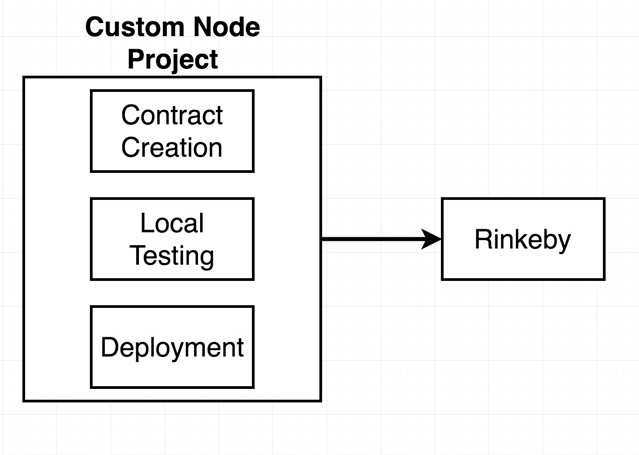 Custom Node
Project
Contract
Creation
Local
Testing
Deployment
Rinkeby